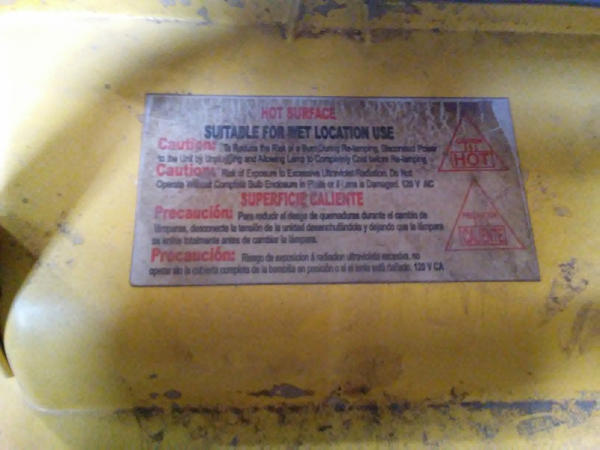 HOT SURFACE
SUITABLE FOR WET LOCATION USE
Caution: To Reduce the Risk of a Burn During Re-lamping, Disconnect Power
to the Unit by Unplugging and Allowing Lamp to Completely Cool before Re-lamping.
Caution: Risk of Exposure to Excessive Ultraviolet Radiation. Do Not
Operate Without Complete Bulb Enclosure in Place or if Lens is Damaged. 120 V AC
SUPERFICIE CALIENTE
Precaución: Para reducir el riesgo de quemaduras durante el cambio de
lámparas, desconecte la tensión de la unidad desenchufándola y dejando que la lámpara
se enfríe totalmente antes de cambiar la lámpara.
Precaución: Riesgo de exposición á radiación ultravioleta excesiva, no
operar sin la cubierta completa de la bombilla en posición o si el lente está dañado. 120 V CA
HOT
PRECAUCION
CALIENTE